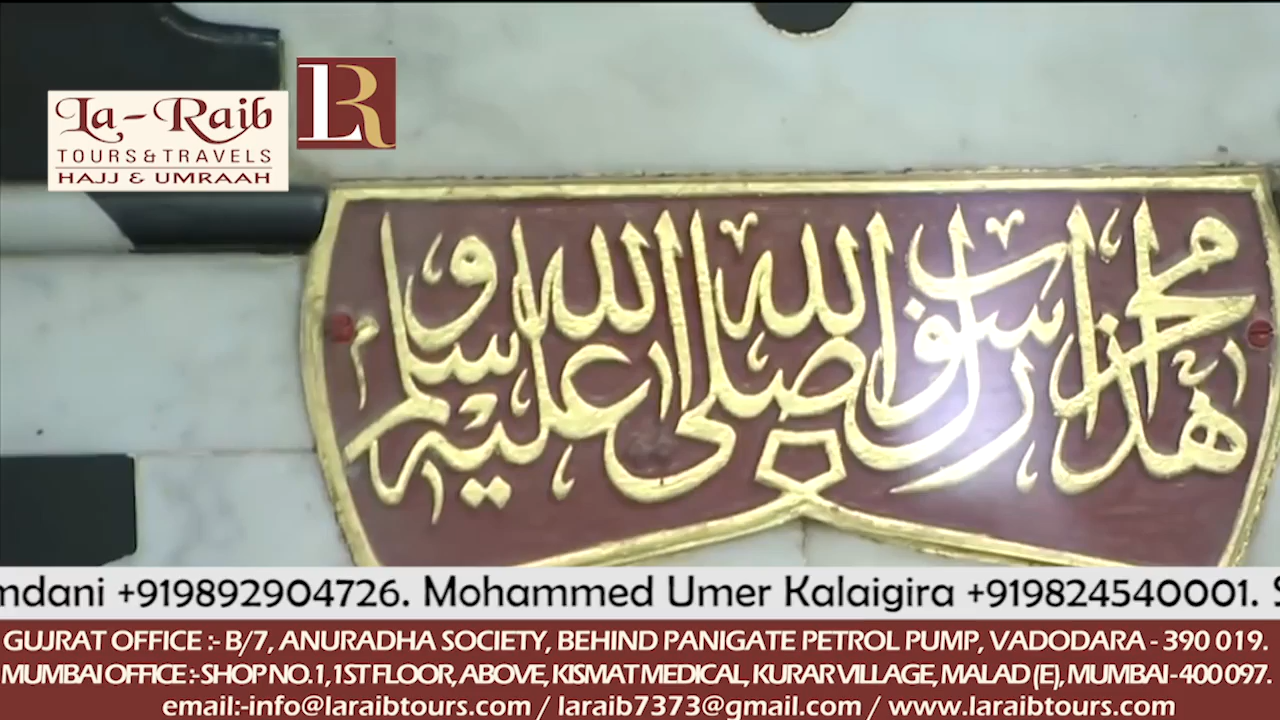 La-Raib
TOURS & TRAVELS
HAJJ & UMRAAH
LR
هذا محمد رسول الله صلى الله عليه وسلم
mdani +919892904726. Mohammed Umer Kalaigira +919824540001. S
GUJRAT OFFICE :- B/7, ANURADHA SOCIETY, BEHIND PANIGATE PETROL PUMP, VADODARA - 390 019.
MUMBAI OFFICE :- SHOP NO. 1, 1ST FLOOR, ABOVE, KISMAT MEDICAL, KURAR VILLAGE, MALAD (E), MUMBAI - 400 097.
email:-info@laraibtours.com / laraib7373@gmail.com / www.laraibtours.com